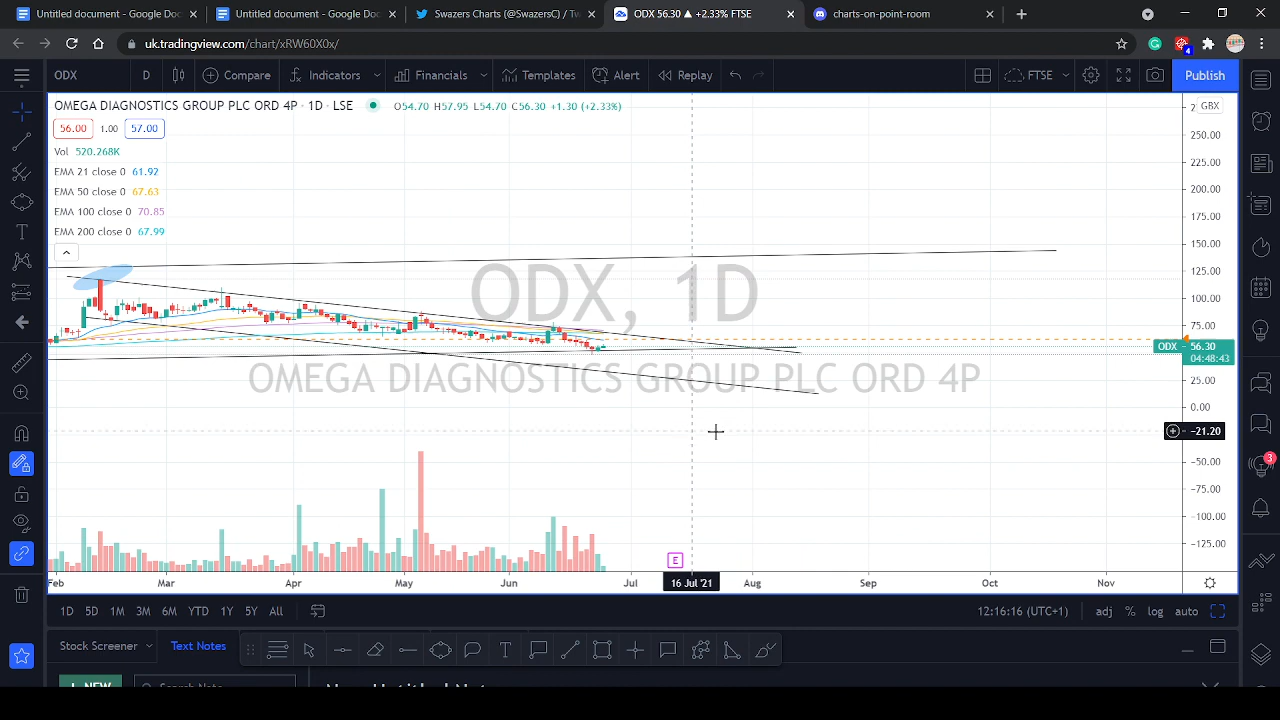 Untitled document - Google Doc
Untitled document - Google Doc
Swazers Charts (@SwazersC) / Tw
ODX 56.30 ▲ +2.33% FTSE
charts-on-point-room
uk.tradingview.com/chart/xRW60X0x/
4
ODX
D
Compare
Indicators
Financials
Templates
Alert
Replay
FTSE
Publish
OMEGA DIAGNOSTICS GROUP PLC ORD 4P · 1D · LSE
O54.70 H57.95 L54.70 C56.30 +1.30 (+2.33%)
GBX
56.00
1.00
57.00
Vol 520.268K
EMA 21 close 0 61.92
EMA 50 close 0 67.63
EMA 100 close 0 70.85
EMA 200 close 0 67.99
ODX, 1D
OMEGA DIAGNOSTICS GROUP PLC ORD 4P
250.00
225.00
200.00
175.00
150.00
125.00
100.00
75.00
ODX 56.30
04:48:43
25.00
0.00
−21.20
−50.00
−75.00
−100.00
−125.00
3
E
Feb
Mar
Apr
May
Jun
Jul
16 Jul '21
Aug
Sep
Oct
Nov
1D 5D 1M 3M 6M YTD 1Y 5Y All
12:16:16 (UTC+1)
adj % log auto
Stock Screener
Text Notes